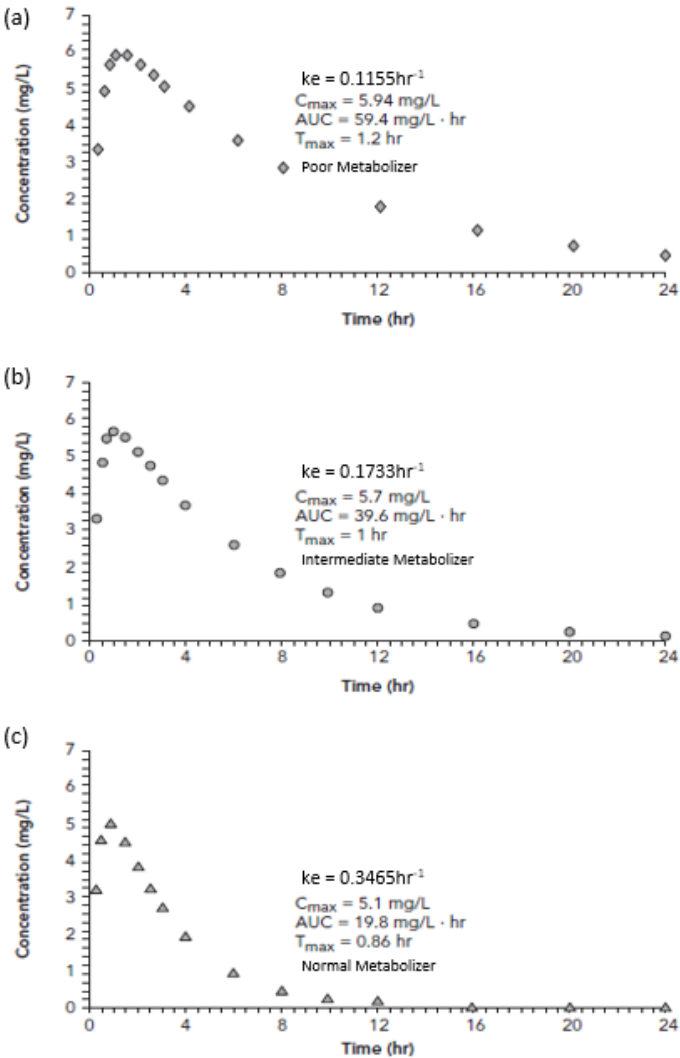 (a)
7
6
5
4
3
2
1
0
Concentration (mg/L)
ke = 0.1155hr⁻¹
Cmax = 5.94 mg/L
AUC = 59.4 mg/L · hr
Tmax = 1.2 hr
Poor Metabolizer
0 4 8 12 16 20 24
Time (hr)
(b)
7
6
5
4
3
2
1
0
Concentration (mg/L)
ke = 0.1733hr⁻¹
Cmax = 5.7 mg/L
AUC = 39.6 mg/L · hr
Tmax = 1 hr
Intermediate Metabolizer
0 4 8 12 16 20 24
Time (hr)
(c)
7
6
5
4
3
2
1
0
Concentration (mg/L)
ke = 0.3465hr⁻¹
Cmax = 5.1 mg/L
AUC = 19.8 mg/L · hr
Tmax = 0.86 hr
Normal Metabolizer
0 4 8 12 16 20 24
Time (hr)